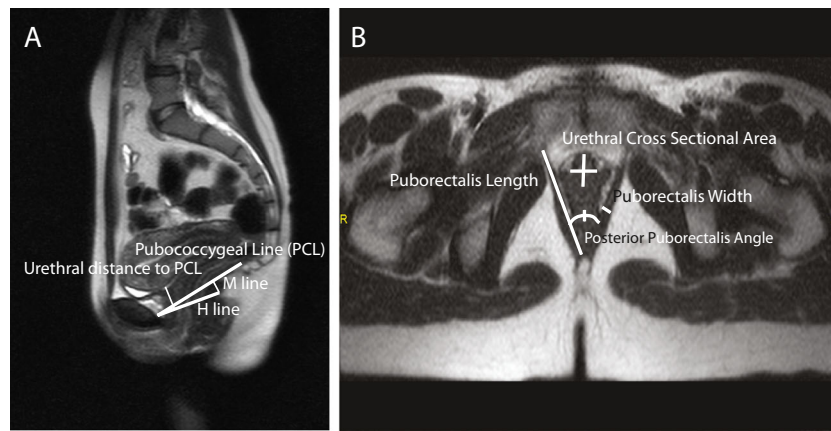 A
Pubococcygeal Line (PCL)
Urethral distance to PCL
M line
H line
B
Urethral Cross Sectional Area
Puborectalis Length
Puborectalis Width
Posterior Puborectalis Angle
R